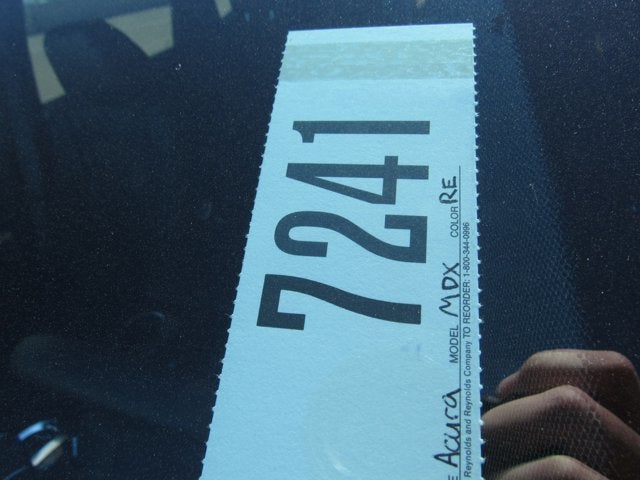 7241
E Acura MODEL MDX COLOR RE
Reynolds and Reynolds Company TO REORDER: 1-800-344-0996